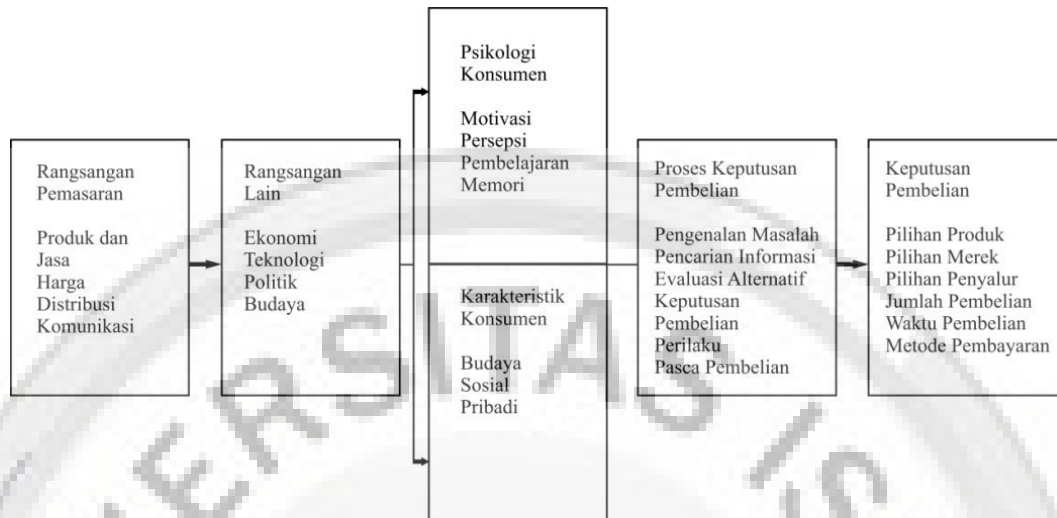 Rangsangan
Pemasaran
Produk dan
Jasa
Harga
Distribusi
Komunikasi
Rangsangan
Lain
Ekonomi
Teknologi
Politik
Budaya
Psikologi
Konsumen
Motivasi
Persepsi
Pembelajaran
Memori
Karakteristik
Konsumen
Budaya
Sosial
Pribadi
Proses Keputusan
Pembelian
Pengenalan Masalah
Pencarian Informasi
Evaluasi Alternatif
Keputusan
Pembelian
Perilaku
Pasca Pembelian
Keputusan
Pembelian
Pilihan Produk
Pilihan Merek
Pilihan Penyalur
Jumlah Pembelian
Waktu Pembelian
Metode Pembayaran